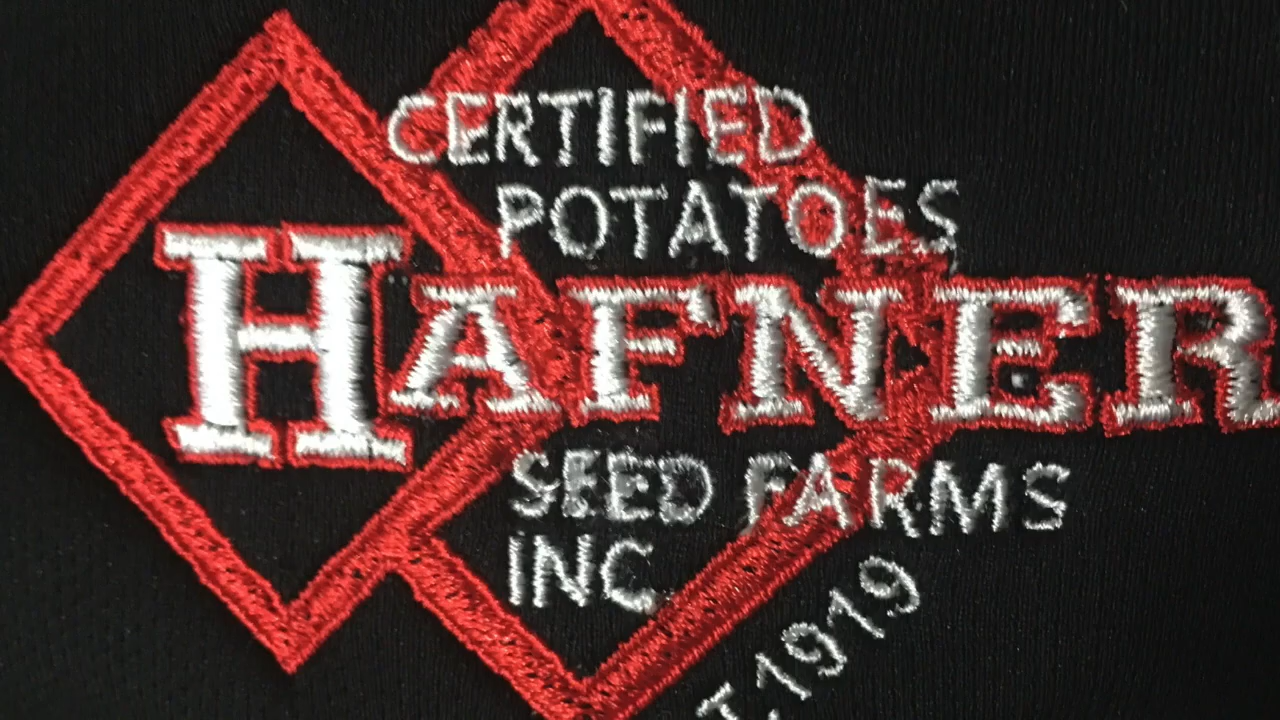 CERTIFIED
POTATOES
HAFNER
SEED FARMS
INC.
T. 1919